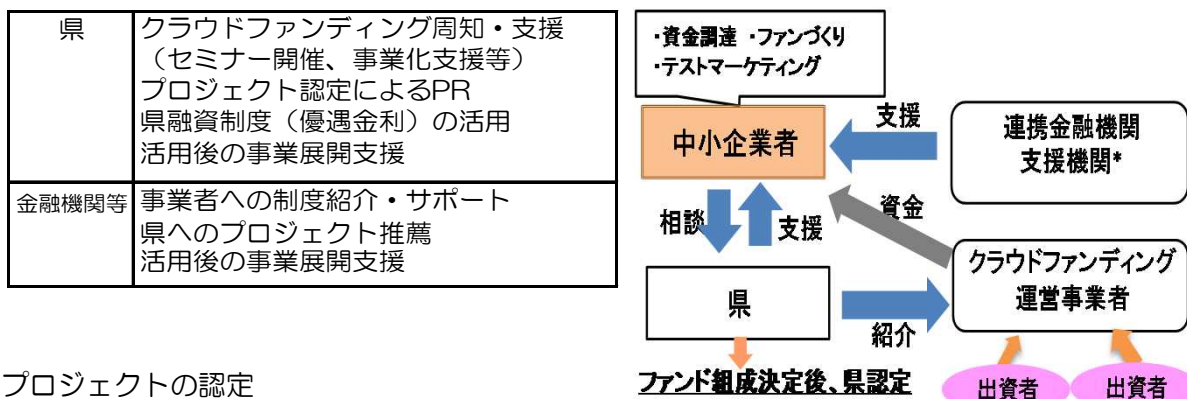 県
クラウドファンディング周知・支援
（セミナー開催、事業化支援等）
プロジェクト認定によるPR
県融資制度（優遇金利）の活用
活用後の事業展開支援
金融機関等
事業者への制度紹介・サポート
県へのプロジェクト推薦
活用後の事業展開支援
プロジェクトの認定
・資金調達 ・ファンづくり
・テストマーケティング
中小企業者
支援
連携金融機関
支援機関*
相談
支援
資金
クラウドファンディング
運営事業者
県
紹介
ファンド組成決定後、県認定
出資者
出資者